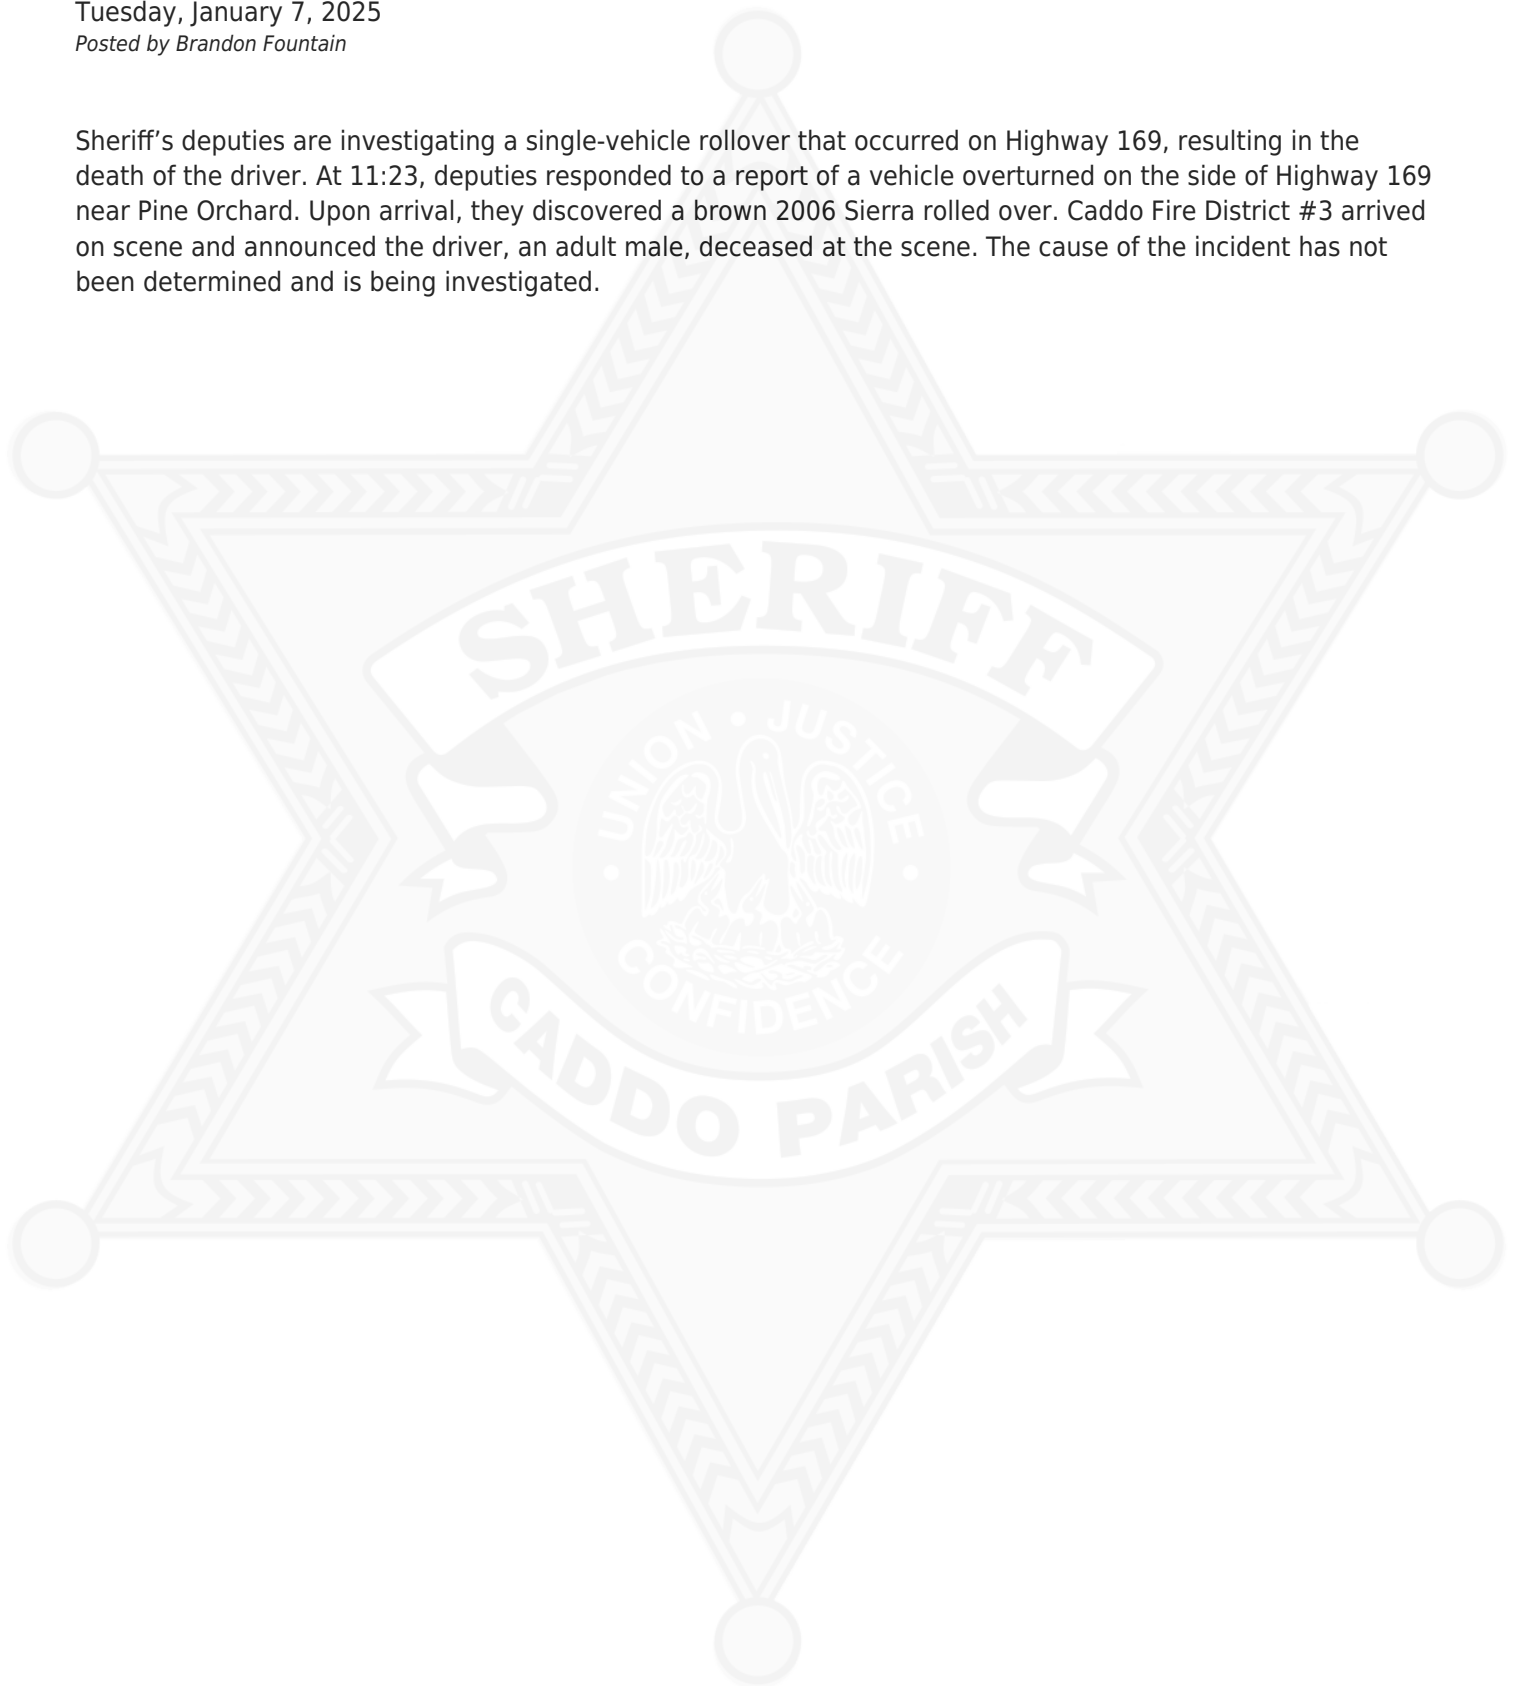 Tuesday, January 7, 2025
Posted by Brandon Fountain
Sheriff’s deputies are investigating a single-vehicle rollover that occurred on Highway 169, resulting in the
death of the driver. At 11:23, deputies responded to a report of a vehicle overturned on the side of Highway 169
near Pine Orchard. Upon arrival, they discovered a brown 2006 Sierra rolled over. Caddo Fire District #3 arrived
on scene and announced the driver, an adult male, deceased at the scene. The cause of the incident has not
been determined and is being investigated.
SHERIFF
UNION • JUSTICE
• CONFIDENCE •
CADDO PARISH